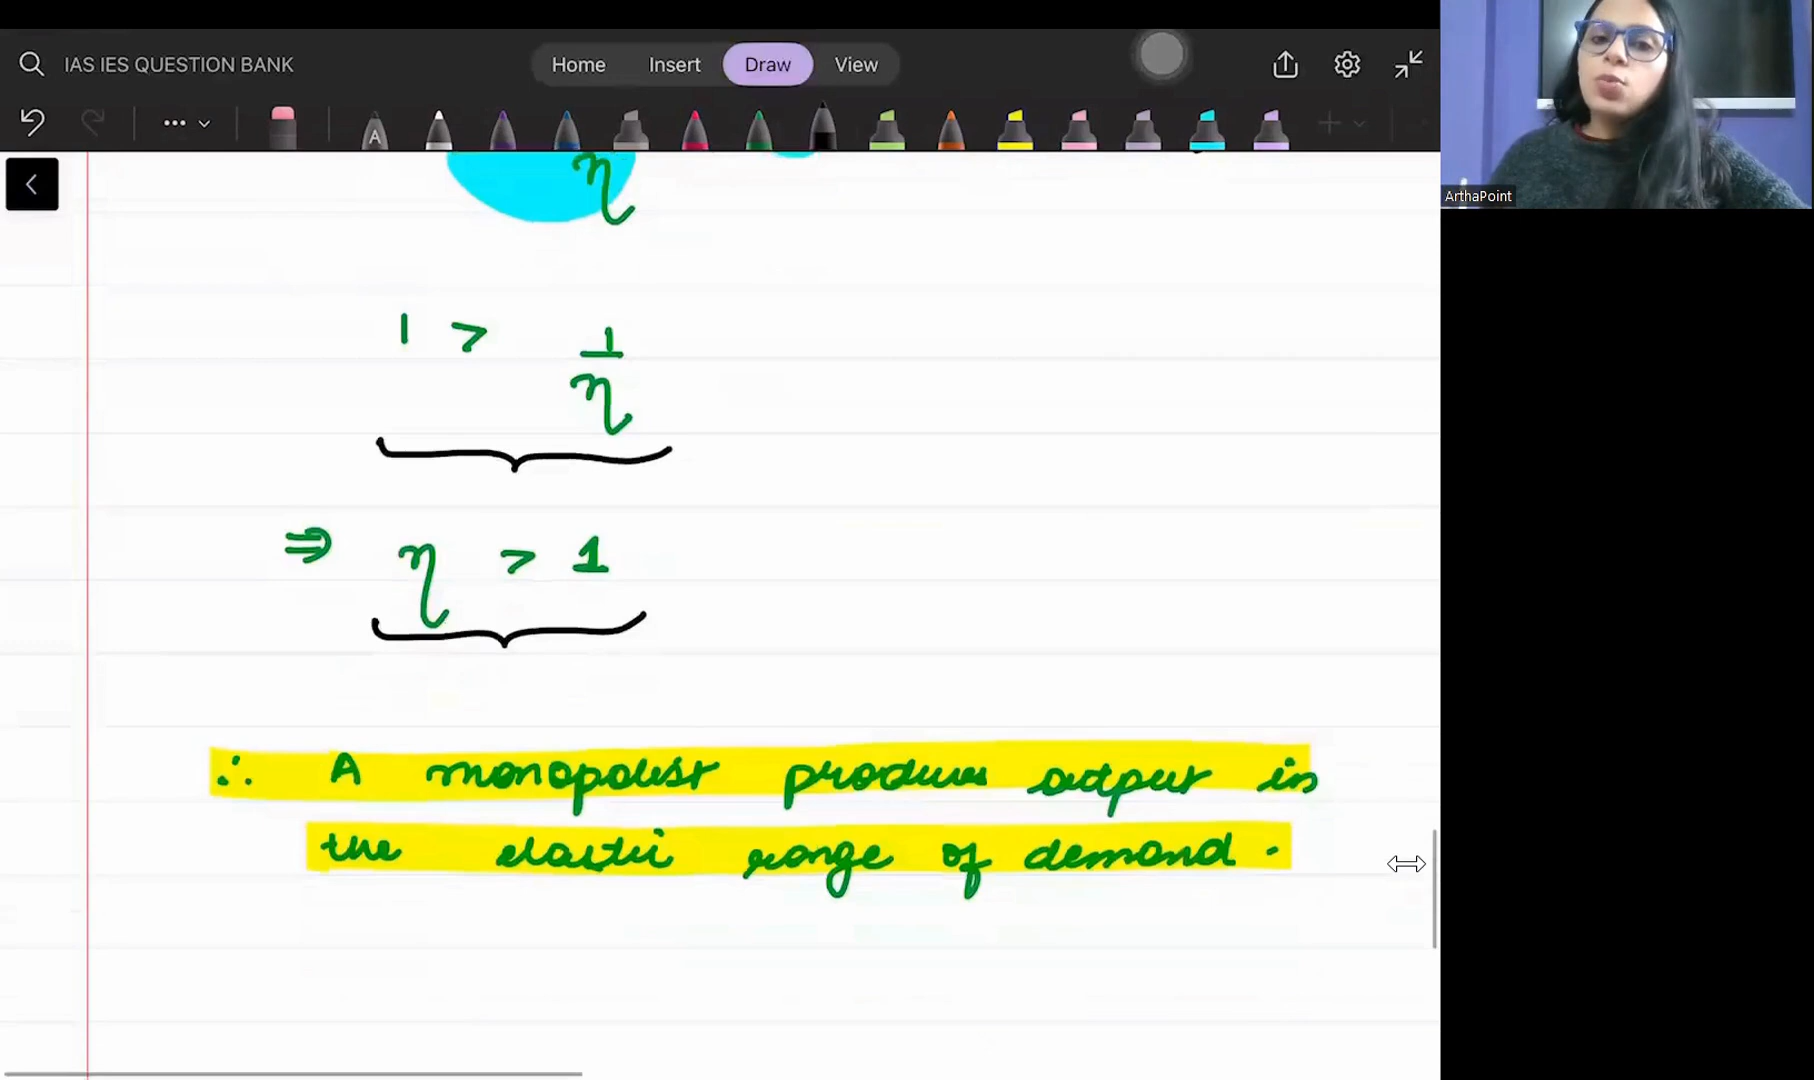 IAS IES QUESTION BANK
Home Insert Draw View
A
ArthaPoint
η
1 > 1/η
⇒ η > 1
∴ A monopolist produces output in
the elastic range of demand.